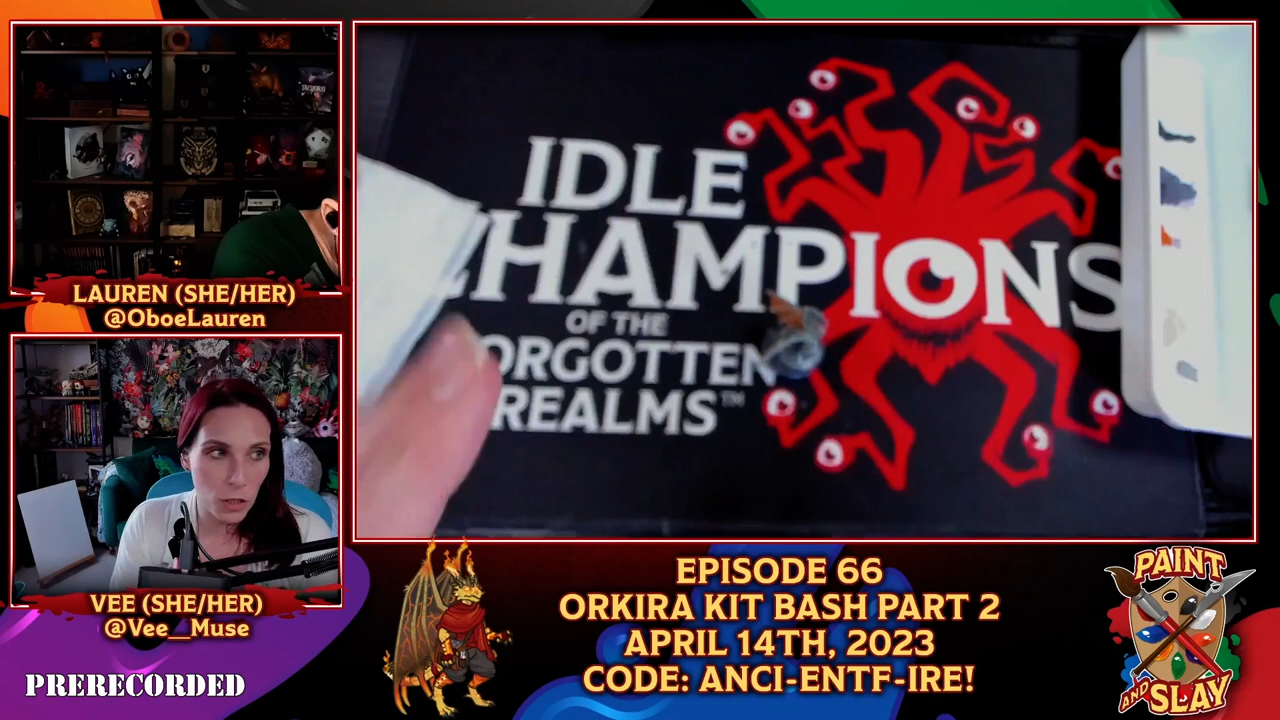 LAUREN (SHE/HER)
@OboeLauren
VEE (SHE/HER)
@Vee__Muse
PRERECORDED
IDLE
CHAMPIONS
OF THE
FORGOTTEN
REALMS™
EPISODE 66
ORKIRA KIT BASH PART 2
APRIL 14TH, 2023
CODE: ANCI-ENTF-IRE!
PAINT
AND SLAY